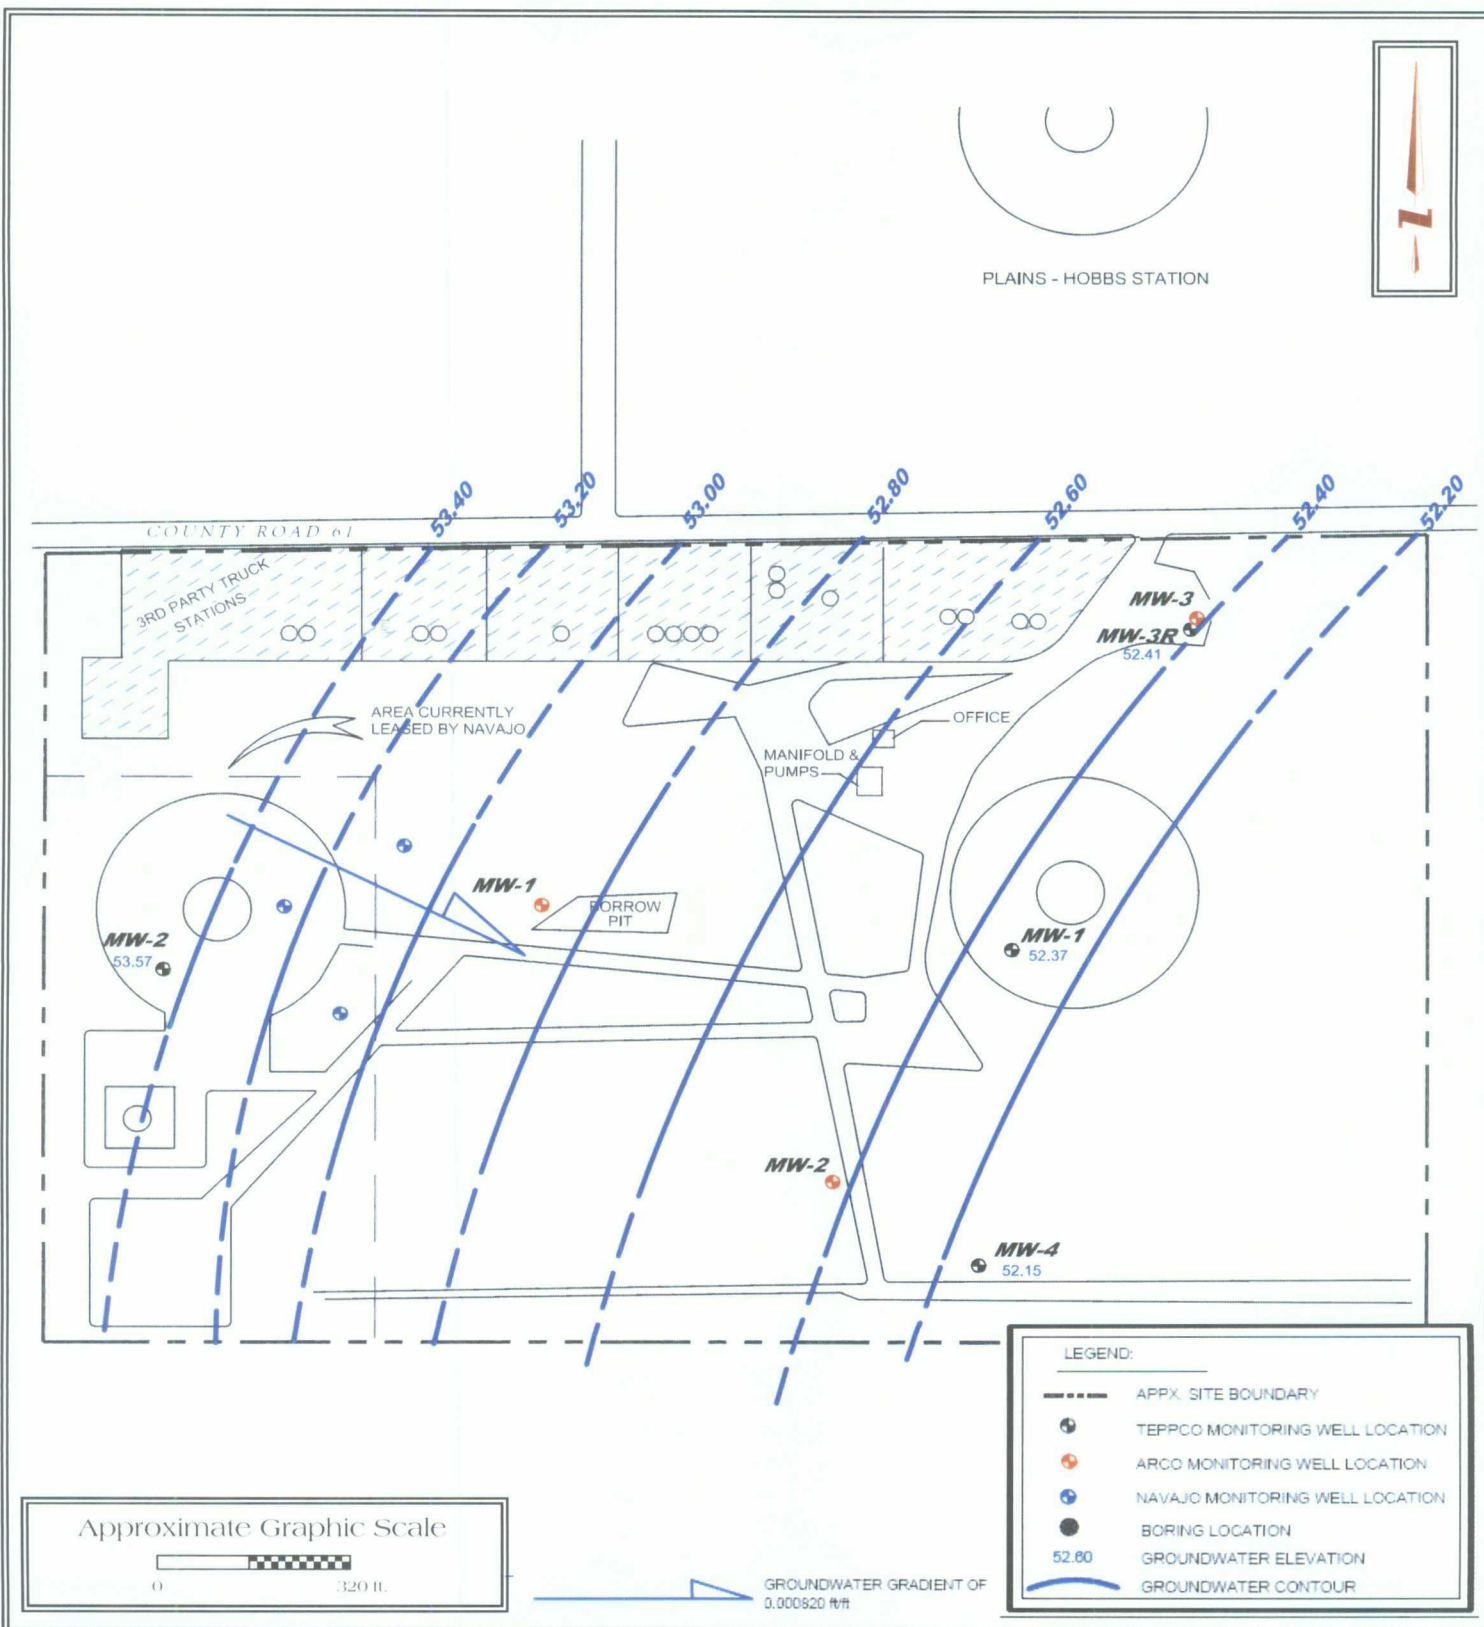 PLAINS - HOBBS STATION
53.40
53.20
53.00
52.80
52.60
52.40
52.20
COUNTY ROAD 61
3RD PARTY TRUCK
STATIONS
MW-3
MW-3R
52.41
AREA CURRENTLY
LEASED BY NAVAJO
OFFICE
MANIFOLD &
PUMPS
MW-1
BORROW
PIT
MW-2
53.57
MW-1
52.37
MW-2
MW-4
52.15
LEGEND:
APPX. SITE BOUNDARY
TEPPCO MONITORING WELL LOCATION
ARCO MONITORING WELL LOCATION
NAVAJO MONITORING WELL LOCATION
BORING LOCATION
52.60 GROUNDWATER ELEVATION
GROUNDWATER CONTOUR
Approximate Graphic Scale
0 320 ft.
GROUNDWATER GRADIENT OF
0.000820 ft/ft